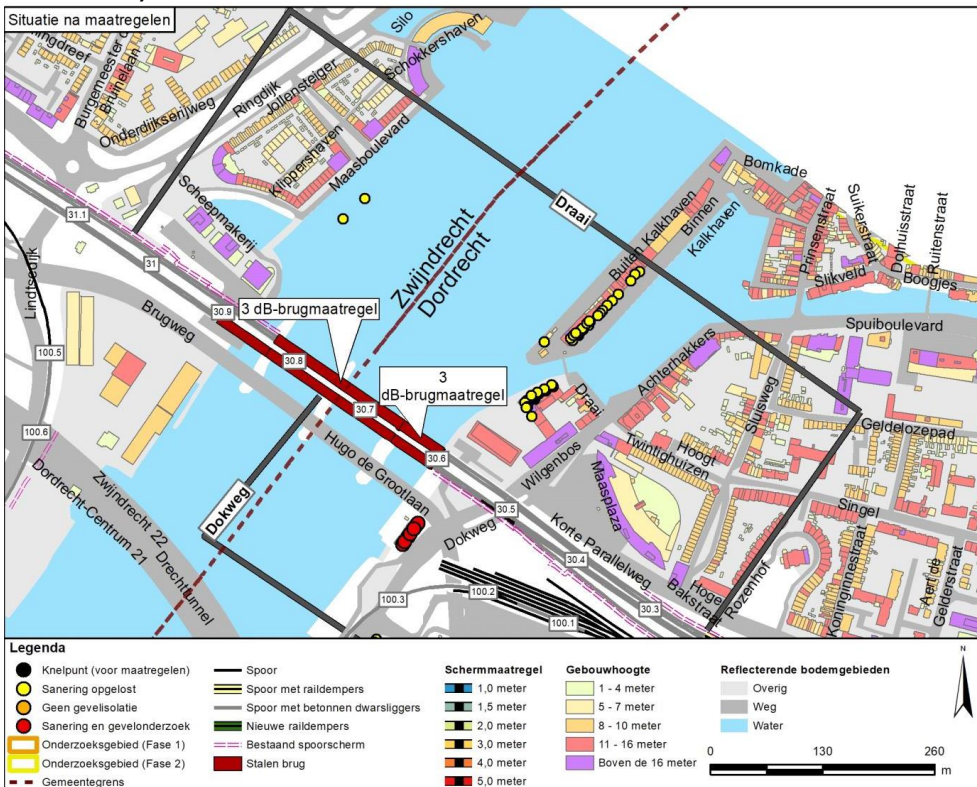 Situatie na maatregelen
Burgemeester de
Bruinelaan
Onderdijkserijweg
Ringdijk
Jollensteiger
Silo
Schokkershaven
Klippershaven
Maasboulevard
Scheepmakerij
31.1
31
Lindtsedijk
Brugweg
30.9
3 dB-brugmaatregel
30.8
30.7
3
dB-brugmaatregel
30.6
Zwijndrecht
Dordrecht
Draai
Buiten Kalkhaven
Binnen
Kalkhaven
Bomkade
Prinsenstraat
Suikerstraat
Dolhuisstraat
Ruitenstraat
Slikveld
Boogjes
Spuiboulevard
Achterhakkers
Draai
Wilgenbos
Sluisweg
Geldelozepad
Twintighuizen
Hoogt
Maasplaza
Singel
100.5
100.6
Zwijndrecht 22
Dordrecht-Centrum 21
Drechttunnel
Dokweg
Hugo de Grootlaan
Dokweg
30.5
30.4
30.3
Korte Parallelweg
100.3
100.2
100.1
Bakstraat
Hoge
Rozenhof
Koninginnestraat
Aert de
Gelderstraat
Legenda
Knelpunt (voor maatregelen)
Sanering opgelost
Geen gevelisolatie
Sanering en gevelonderzoek
Onderzoeksgebied (Fase 1)
Onderzoeksgebied (Fase 2)
Gemeentegrens
Spoor
Spoor met raildempers
Spoor met betonnen dwarsliggers
Nieuwe raildempers
Bestaand spoorscherm
Stalen brug
Schermmaatregel
1,0 meter
1,5 meter
2,0 meter
3,0 meter
4,0 meter
5,0 meter
Gebouwhoogte
1 - 4 meter
5 - 7 meter
8 - 10 meter
11 - 16 meter
Boven de 16 meter
Reflecterende bodemgebieden
Overig
Weg
Water
N
0
130
260
m